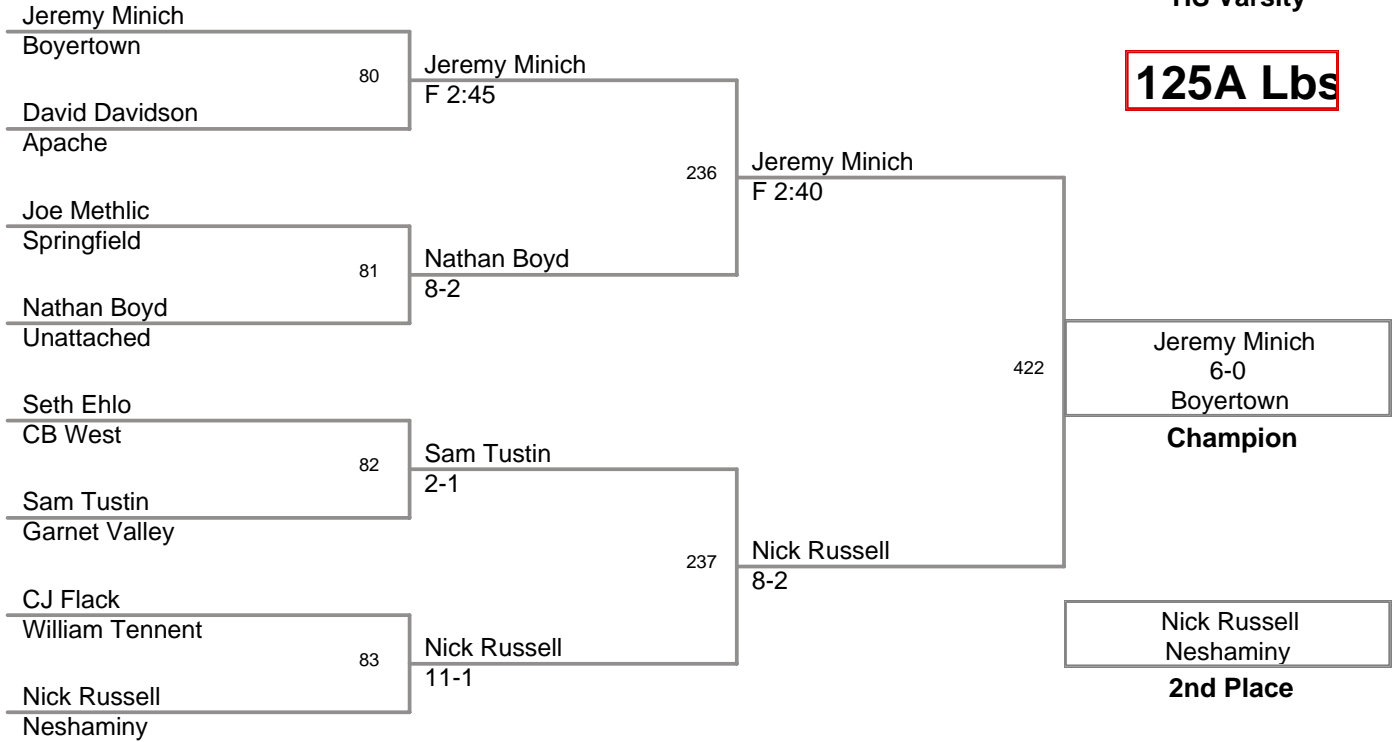 HS Varsity
125A Lbs
Jeremy Minich
Boyertown
80
David Davidson
Apache
Jeremy Minich
F 2:45
Joe Methlic
Springfield
81
Nathan Boyd
Unattached
Nathan Boyd
8-2
236
Jeremy Minich
F 2:40
Seth Ehlo
CB West
82
Sam Tustin
Garnet Valley
Sam Tustin
2-1
CJ Flack
William Tennent
83
Nick Russell
Neshaminy
Nick Russell
11-1
237
Nick Russell
8-2
422
Jeremy Minich
6-0
Boyertown
Champion
Nick Russell
Neshaminy
2nd Place